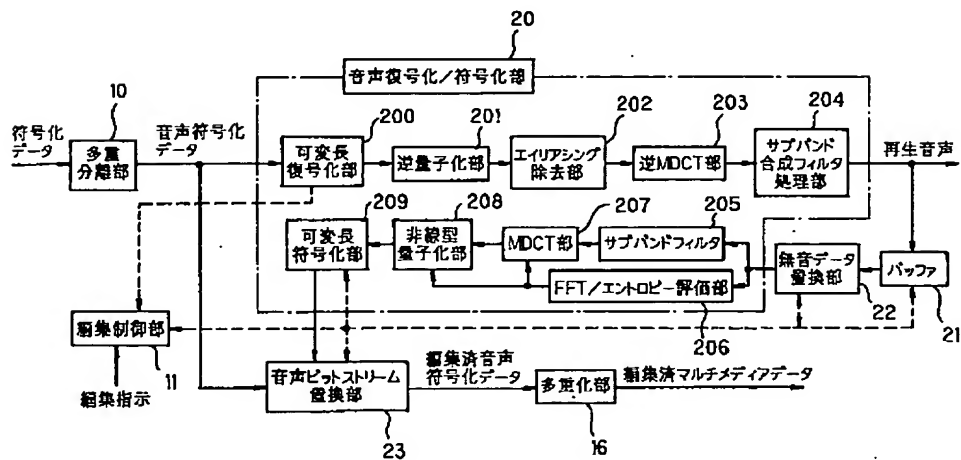 20
音声復号化／符号化部
10
符号化
データ
多重
分離部
音声符号化
データ
200
可変長
復号化部
201
逆量子化部
202
エイリアシング
除去部
203
逆MDCT部
204
サブバンド
合成フィルタ
処理部
再生音声
209
可変長
符号化部
208
非線型
量子化部
207
MDCT部
205
サブバンドフィルタ
FFT／エントロピー評価部
206
無音データ
置換部
22
バッファ
21
編集制御部
11
編集指示
音声ビットストリーム
置換部
23
編集済音声
符号化データ
多重化部
16
編集済マルチメディアデータ